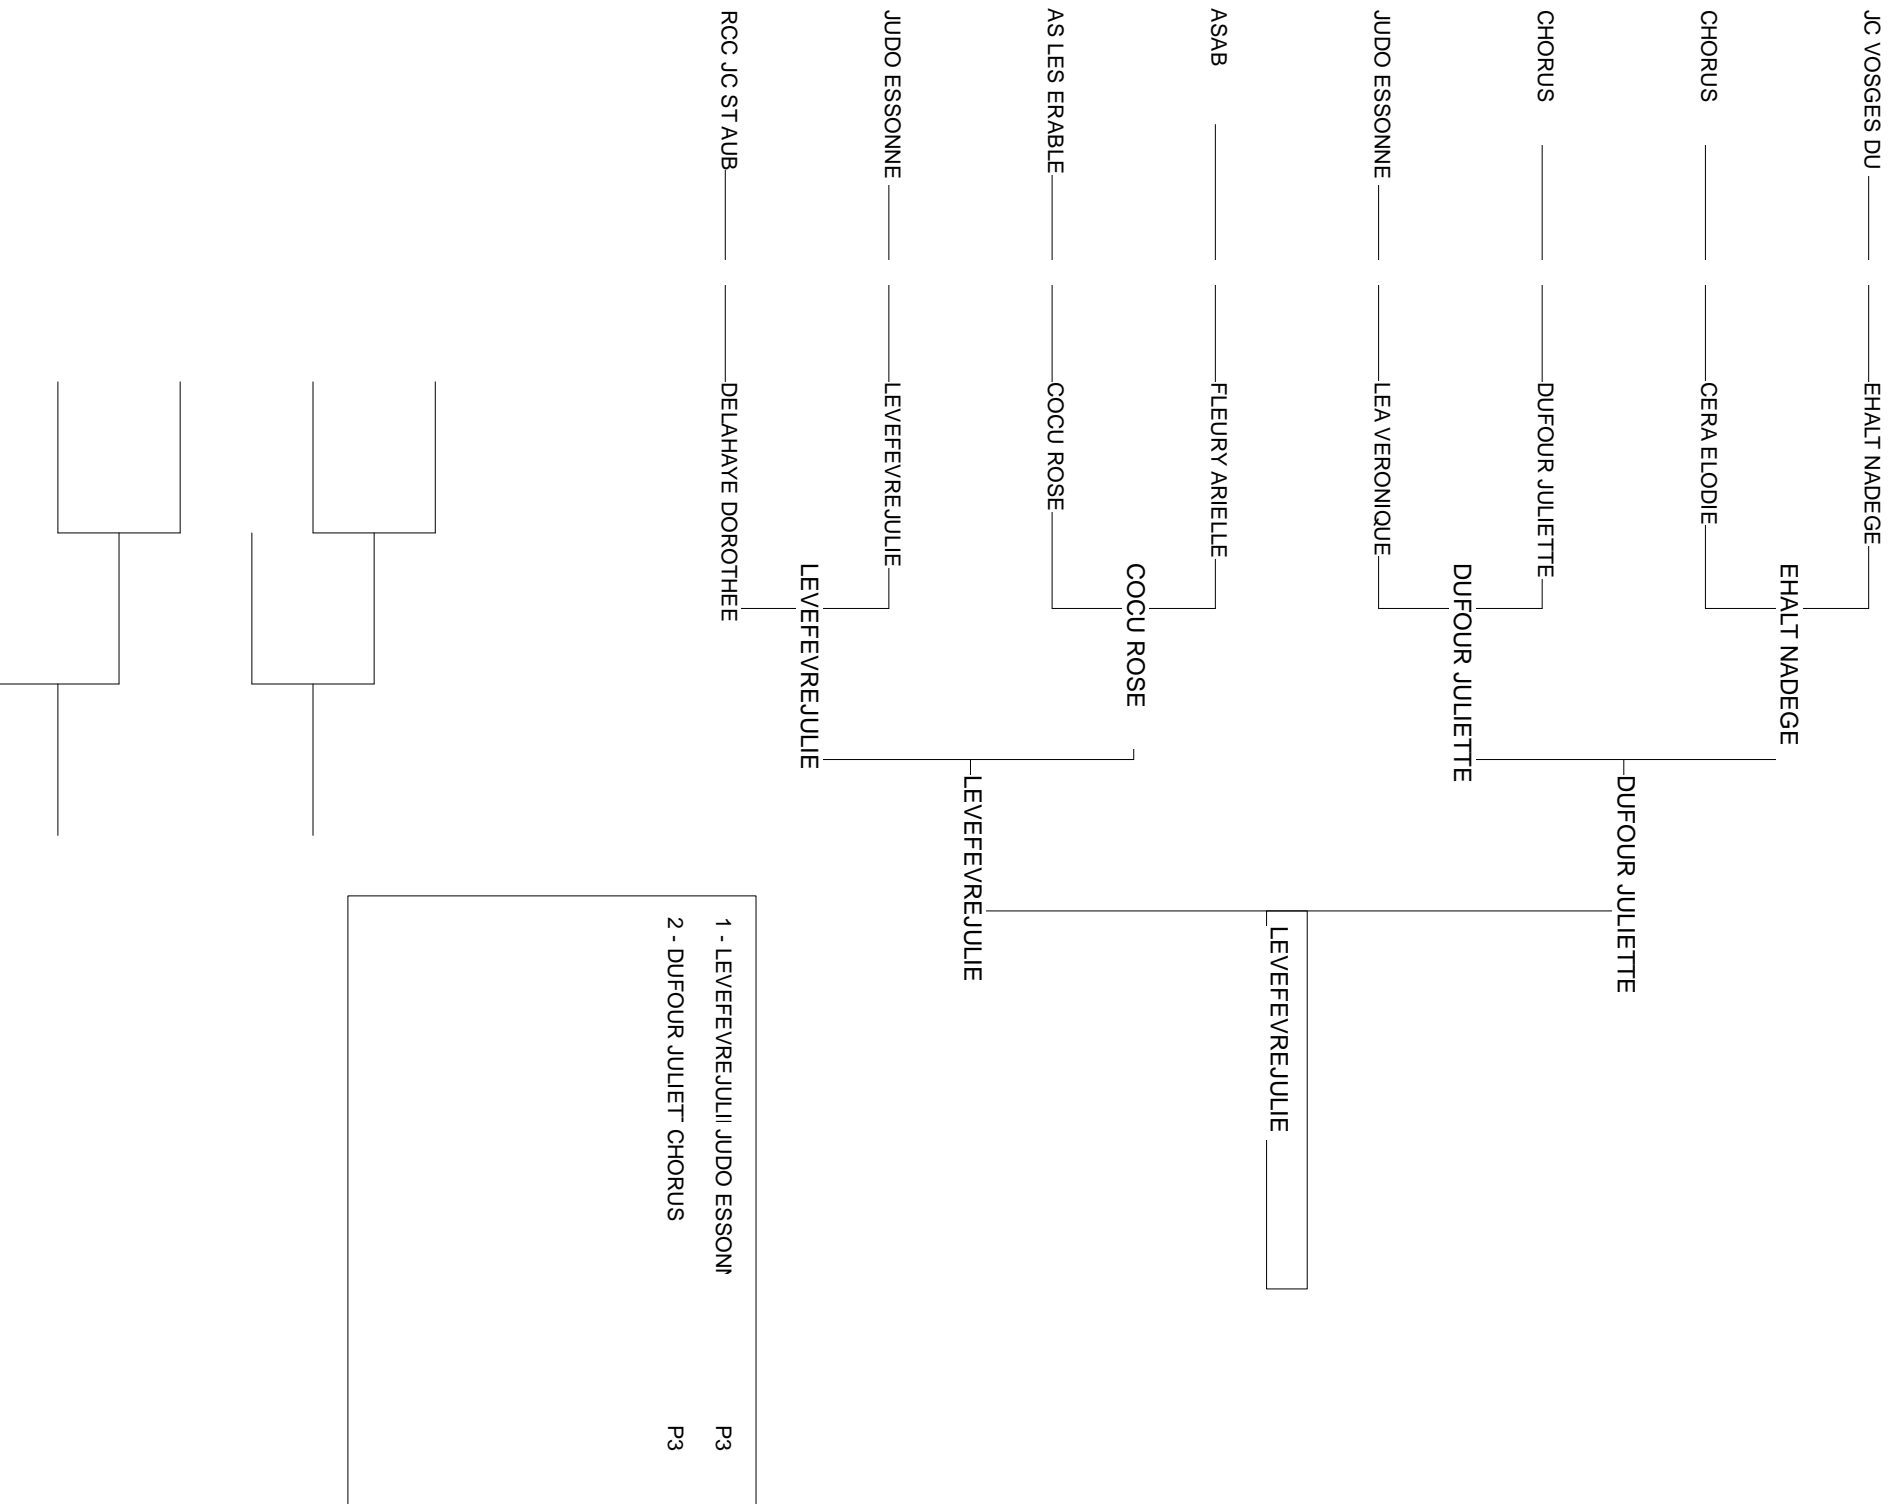 JC VOSGES DU
EHALT NADEGE
EHALT NADEGE
CHORUS
CERA ELODIE
DUFOUR JULIETTE
CHORUS
DUFOUR JULIETTE
DUFOUR JULIETTE
JUDO ESSONNE
LEA VERONIQUE
LEVEFEVREJULIE
ASAB
FLEURY ARIELLE
COCU ROSE
AS LES ERABLE
COCU ROSE
LEVEFEVREJULIE
JUDO ESSONNE
LEVEFEVREJULIE
LEVEFEVREJULIE
RCC JC ST AUB
DELAHAYE DOROTHEE
1 - LEVEFEVREJULI JUDO ESSON P3
2 - DUFOUR JULIET CHORUS P3